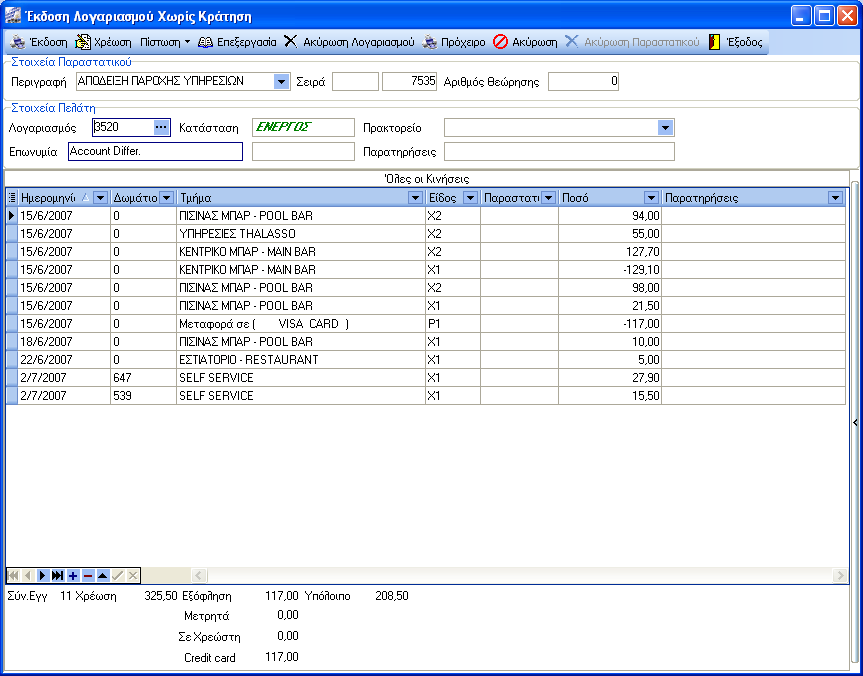 Έκδοση Λογαριασμού Χωρίς Κράτηση
Έκδοση Χρέωση Πίστωση Επεξεργασία Ακύρωση Λογαριασμού Πρόχειρο Ακύρωση Ακύρωση Παραστατικού Έξοδος
Στοιχεία Παραστατικού
Περιγραφή ΑΠΟΔΕΙΞΗ ΠΑΡΟΧΗΣ ΥΠΗΡΕΣΙΩΝ Σειρά 7535 Αριθμός Θεώρησης 0
Στοιχεία Πελάτη
Λογαριασμός 3520 ... Κατάσταση ΕΝΕΡΓΟΣ Πρακτορείο
Επωνυμία Account Differ. Παρατηρήσεις
Όλες οι Κινήσεις
Ημερομηνί Δωμάτιο Τμήμα Είδος Παραστατι Ποσό Παρατηρήσεις
15/6/2007 0 ΠΙΣΙΝΑΣ ΜΠΑΡ - POOL BAR X2 94,00
15/6/2007 0 ΥΠΗΡΕΣΙΕΣ THALASSO X2 55,00
15/6/2007 0 ΚΕΝΤΡΙΚΟ ΜΠΑΡ - MAIN BAR X2 127,70
15/6/2007 0 ΚΕΝΤΡΙΚΟ ΜΠΑΡ - MAIN BAR X1 -129,10
15/6/2007 0 ΠΙΣΙΝΑΣ ΜΠΑΡ - POOL BAR X2 98,00
15/6/2007 0 ΠΙΣΙΝΑΣ ΜΠΑΡ - POOL BAR X1 21,50
15/6/2007 0 Μεταφορά σε ( VISA CARD ) P1 -117,00
18/6/2007 0 ΠΙΣΙΝΑΣ ΜΠΑΡ - POOL BAR X1 10,00
22/6/2007 0 ΕΣΤΙΑΤΟΡΙΟ - RESTAURANT X1 5,00
2/7/2007 647 SELF SERVICE X1 27,90
2/7/2007 539 SELF SERVICE X1 15,50
Σύν.Εγγ 11 Χρέωση 325,50 Εξόφληση 117,00 Υπόλοιπο 208,50
Μετρητά 0,00
Σε Χρεώστη 0,00
Credit card 117,00